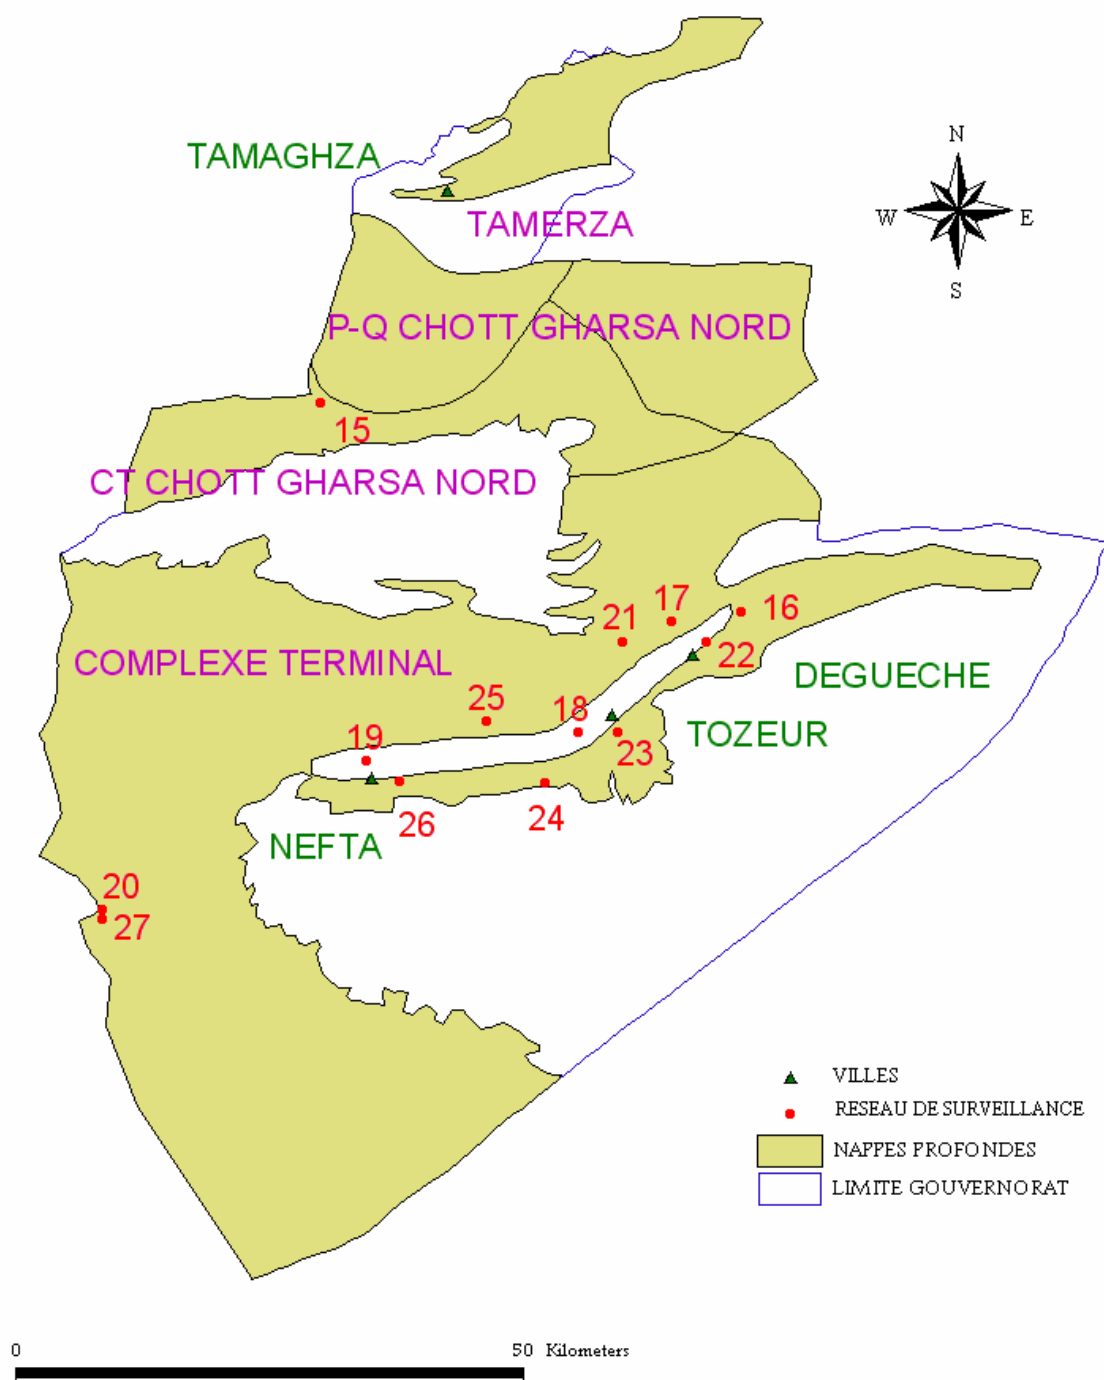 N
TAMAGHZA
W
E
TAMERZA
S
P-Q CHOTT GHARSA NORD
15
CT CHOTT GHARSA NORD
17
16
21
22
COMPLEXE TERMINAL
DEGUECHE
25
18
TOZEUR
19
23
26
24
NEFTA
20
27
VILLES
RESEAU DE SURVEILLANCE
NAPPES PROFONDES
LIMITE GOUVERNORAT
0
50 Kilometers